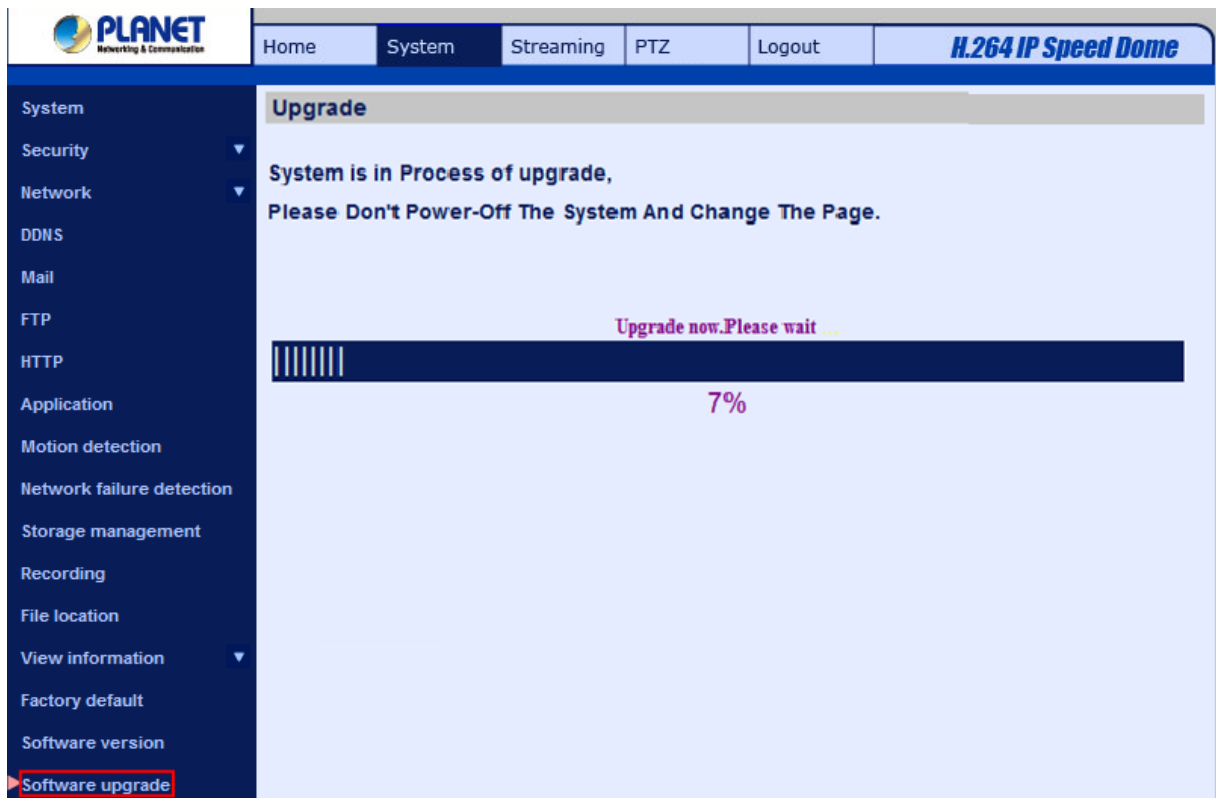 PLANET
Networking & Communication
Home System Streaming PTZ Logout H.264 IP Speed Dome
System
Security ▼
Network ▼
DDNS
Mail
FTP
HTTP
Application
Motion detection
Network failure detection
Storage management
Recording
File location
View information ▼
Factory default
Software version
Software upgrade
Upgrade
System is in Process of upgrade,
Please Don't Power-Off The System And Change The Page.
Upgrade now.Please wait ...
7%